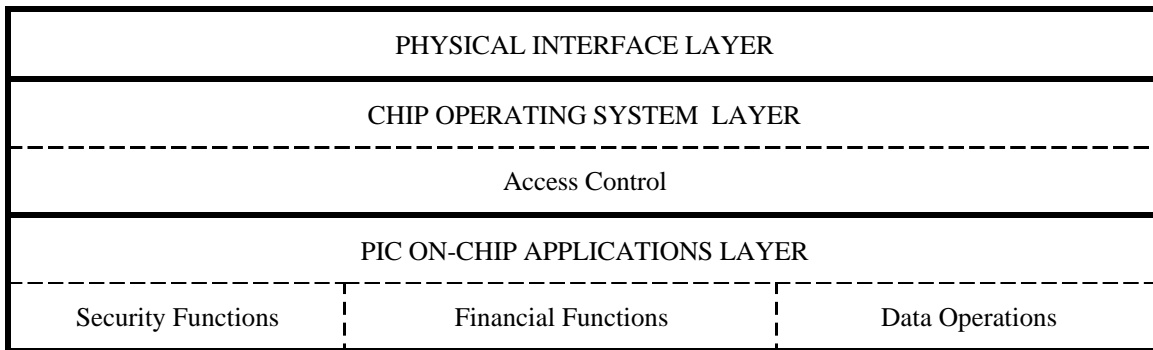 PHYSICAL INTERFACE LAYER
CHIP OPERATING SYSTEM LAYER
Access Control
PIC ON-CHIP APPLICATIONS LAYER
Security Functions Financial Functions Data Operations